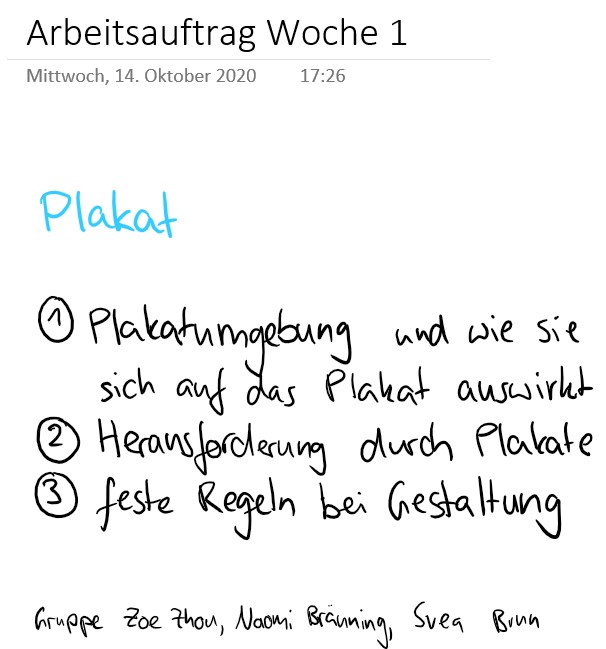 Arbeitsauftrag Woche 1
Mittwoch, 14. Oktober 2020 17:26
Plakat
① Plakatumgebung und wie sie
sich auf das Plakat auswirkt
② Herausforderung durch Plakate
③ feste Regeln bei Gestaltung
Gruppe Zoe Zhou, Naomi Bräuning, Svea Brun